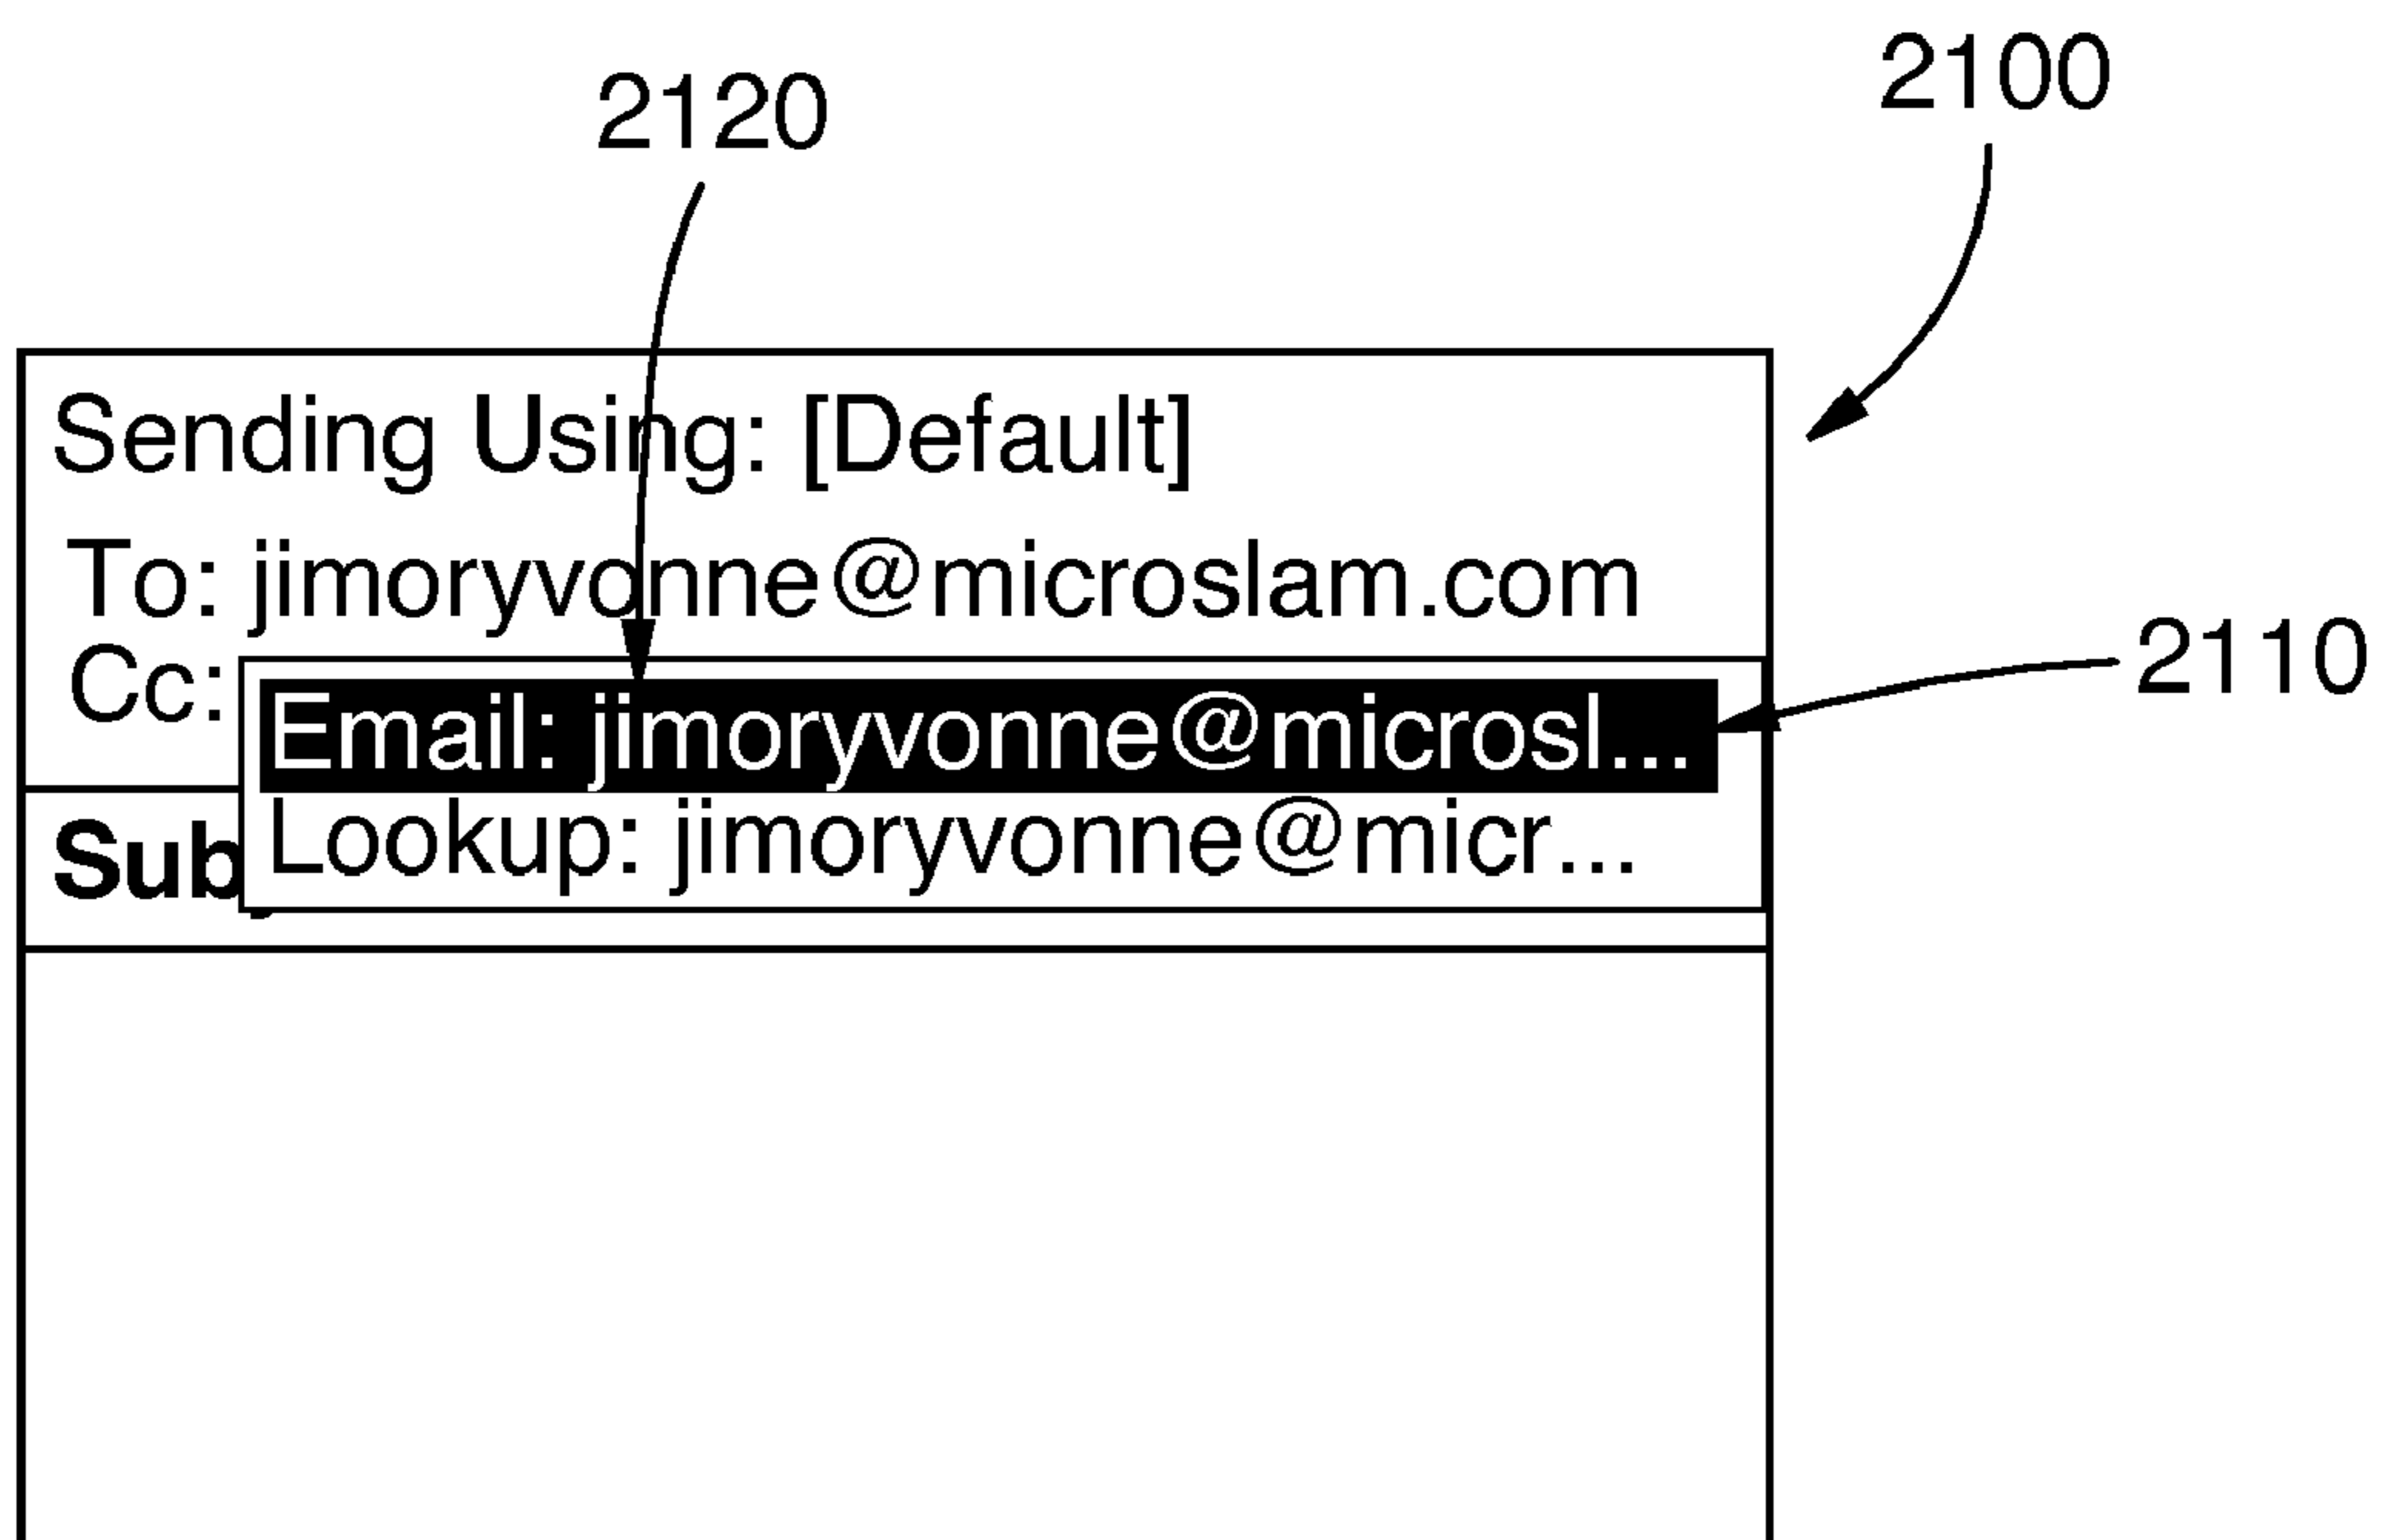 2100
2120
Sending Using: [Default]
To: jimoryvonne@microslam.com
Cc:
2110
Email: jimoryvonne@microsl...
Lookup: jimoryvonne@micr...
Sub